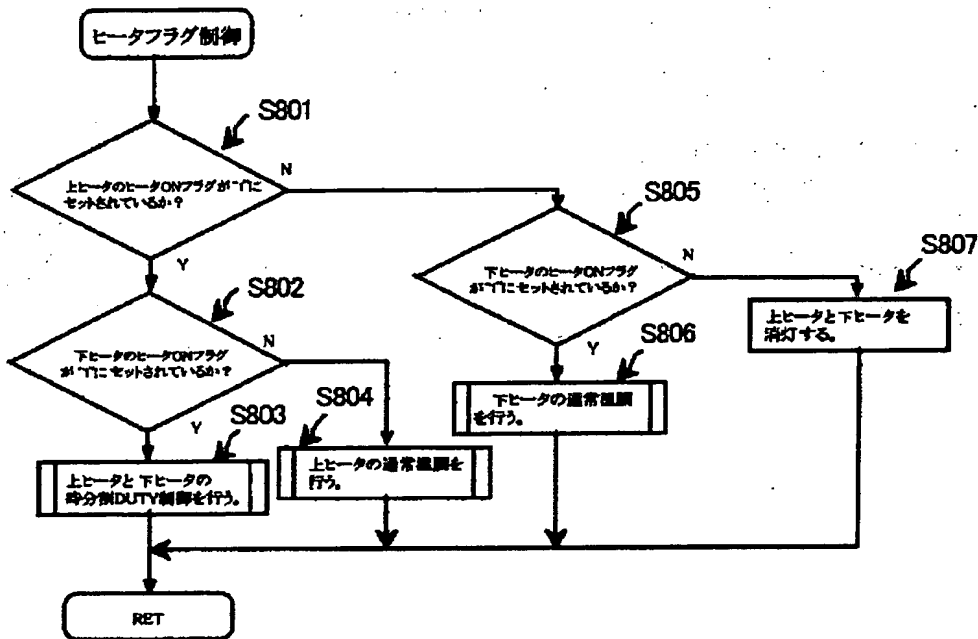 ヒータフラグ制御
S801
上ヒータのヒータONフラグが"1"に
セットされているか？
N
Y
S805
下ヒータのヒータONフラグ
が"1"にセットされているか？
N
Y
S807
上ヒータと下ヒータを
消灯する。
S802
下ヒータのヒータONフラグ
が"1"にセットされているか？
N
Y
S806
下ヒータの通常温調
を行う。
S803
上ヒータと下ヒータの
時分割DUTY制御を行う。
S804
上ヒータの通常温調を
行う。
RET